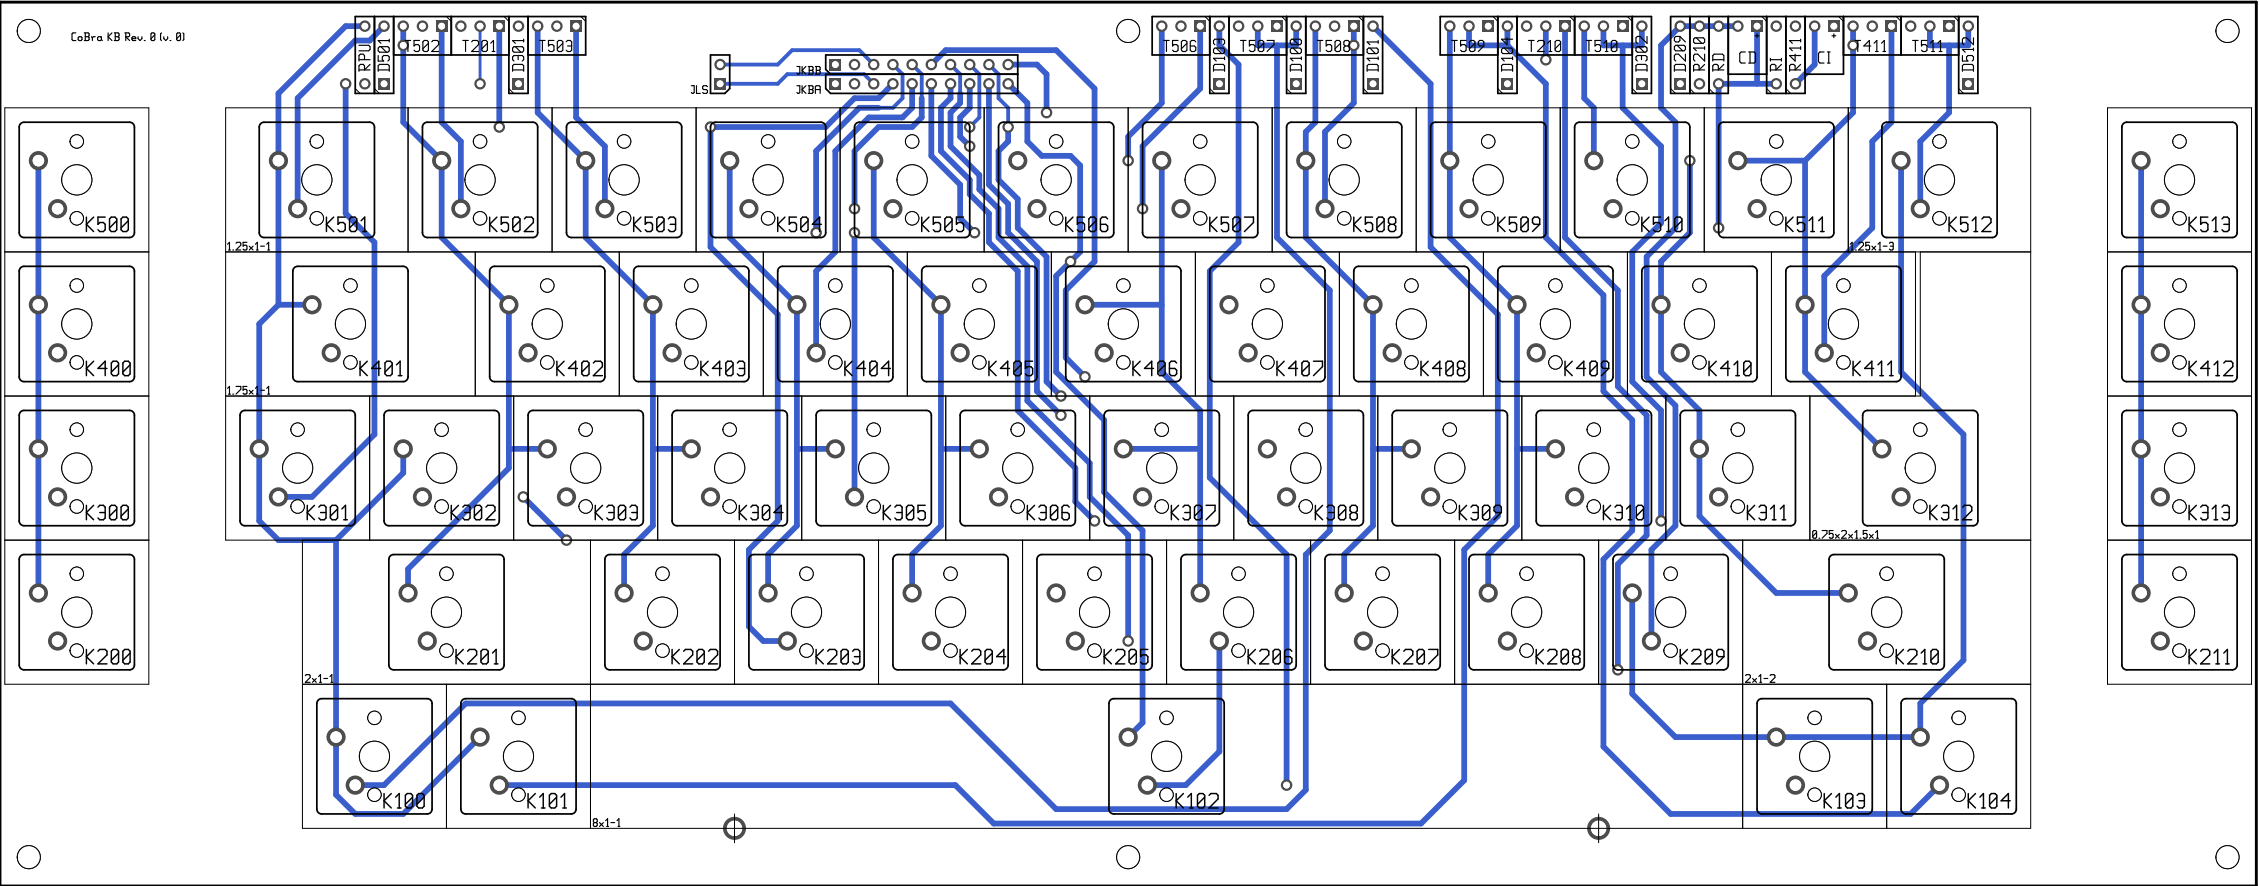 CoBra KB Rev. 0 (v. 0)
RPU
D501
T502
T201
D301
T503
JLS
JKBB
JKBA
T506
D103
T507
D100
T508
D101
T509
D104
T210
T510
D302
D209
R210
RD
+
CD
RI
R411
+
CI
T411
T511
D512
K500
K501
K502
K503
K504
K505
K506
K507
K508
K509
K510
K511
K512
K513
1.25x1-1
1.25x1-3
K400
K401
K402
K403
K404
K405
K406
K407
K408
K409
K410
K411
K412
1.75x1-1
K300
K301
K302
K303
K304
K305
K306
K307
K308
K309
K310
K311
K312
K313
0.75x2x1.5x1
K200
K201
K202
K203
K204
K205
K206
K207
K208
K209
K210
K211
2x1-1
2x1-2
K100
K101
K102
K103
K104
8x1-1